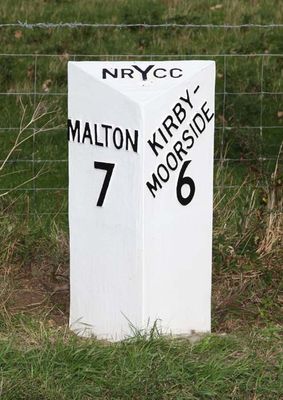 NRYCC
MALTON
7
KIRBY-
MOORSIDE
6